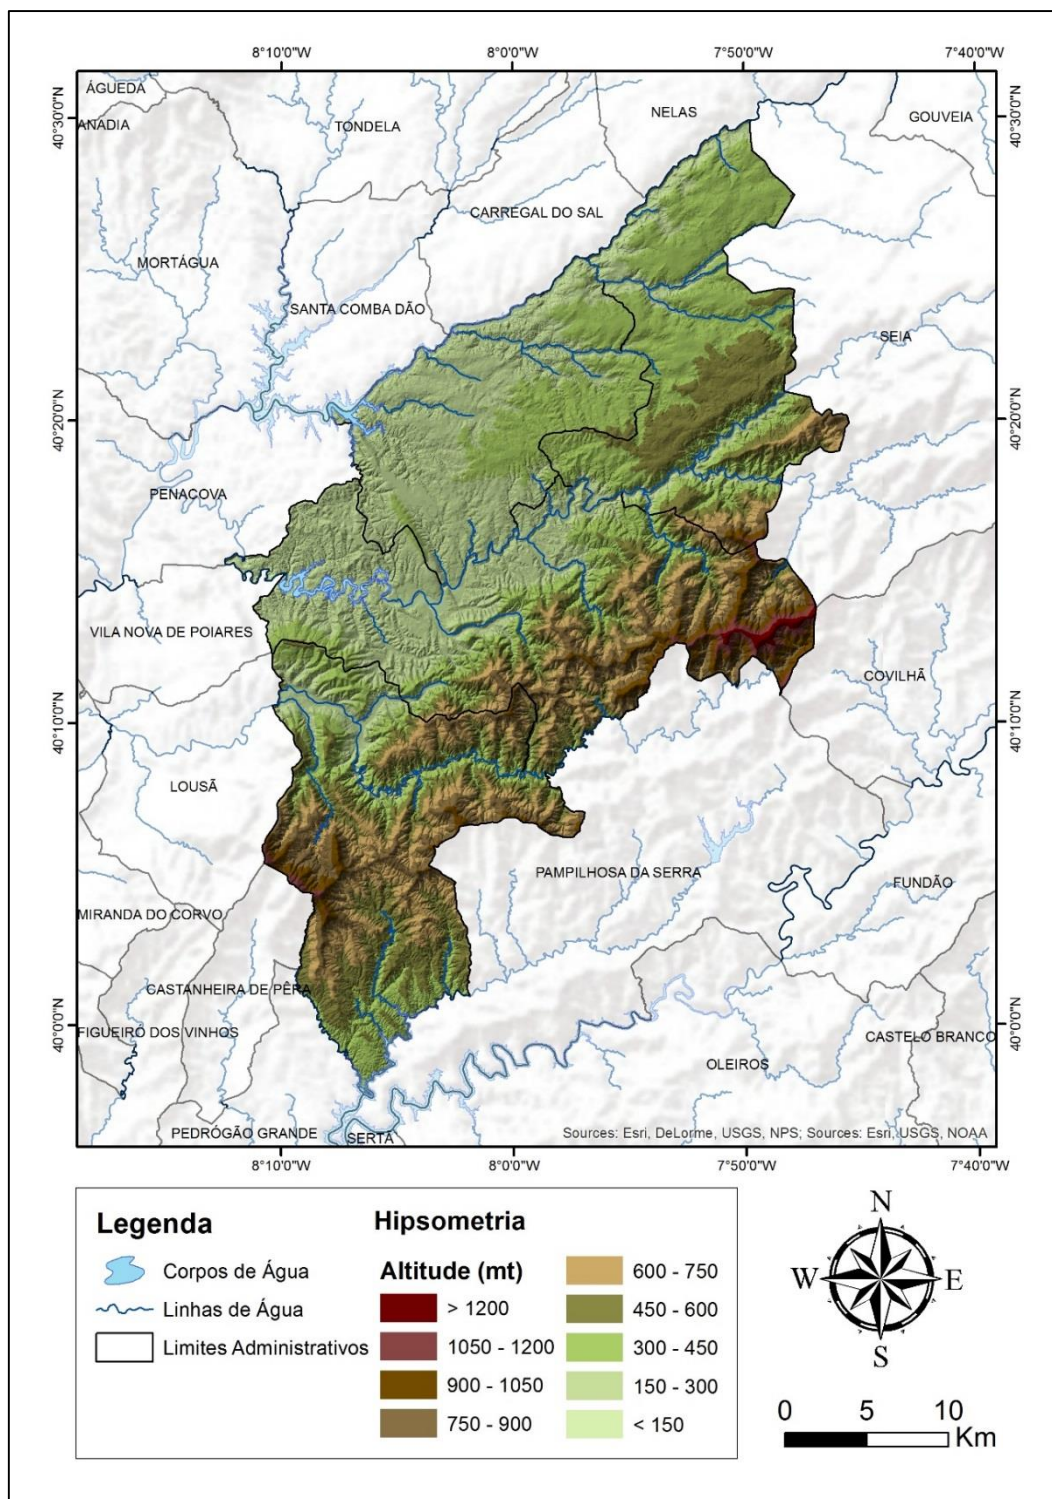 8°10'0"W
8°0'0"W
7°50'0"W
7°40'0"W
40°30'0"N
40°30'0"N
40°20'0"N
40°20'0"N
40°10'0"N
40°10'0"N
40°0'0"N
40°0'0"N
ÁGUEDA
ANADIA
TONDELA
NELAS
GOUVEIA
CARREGAL DO SAL
MORTÁGUA
SANTA COMBA DÃO
SEIA
PENACOVA
VILA NOVA DE POIARES
COVILHÃ
LOUSÃ
PAMPILHOSA DA SERRA
FUNDÃO
MIRANDA DO CORVO
CASTANHEIRA DE PÊRA
FIGUEIRÓ DOS VINHOS
CASTELO BRANCO
OLEIROS
PEDRÓGÃO GRANDE
SERTÃ
Sources: Esri, DeLorme, USGS, NPS; Sources: Esri, USGS, NOAA
8°10'0"W
8°0'0"W
7°50'0"W
7°40'0"W
Legenda
Corpos de Água
Linhas de Água
Limites Administrativos
Hipsometria
Altitude (mt)
> 1200
1050 - 1200
900 - 1050
750 - 900
600 - 750
450 - 600
300 - 450
150 - 300
< 150
N
W
E
S
0 5 10
Km